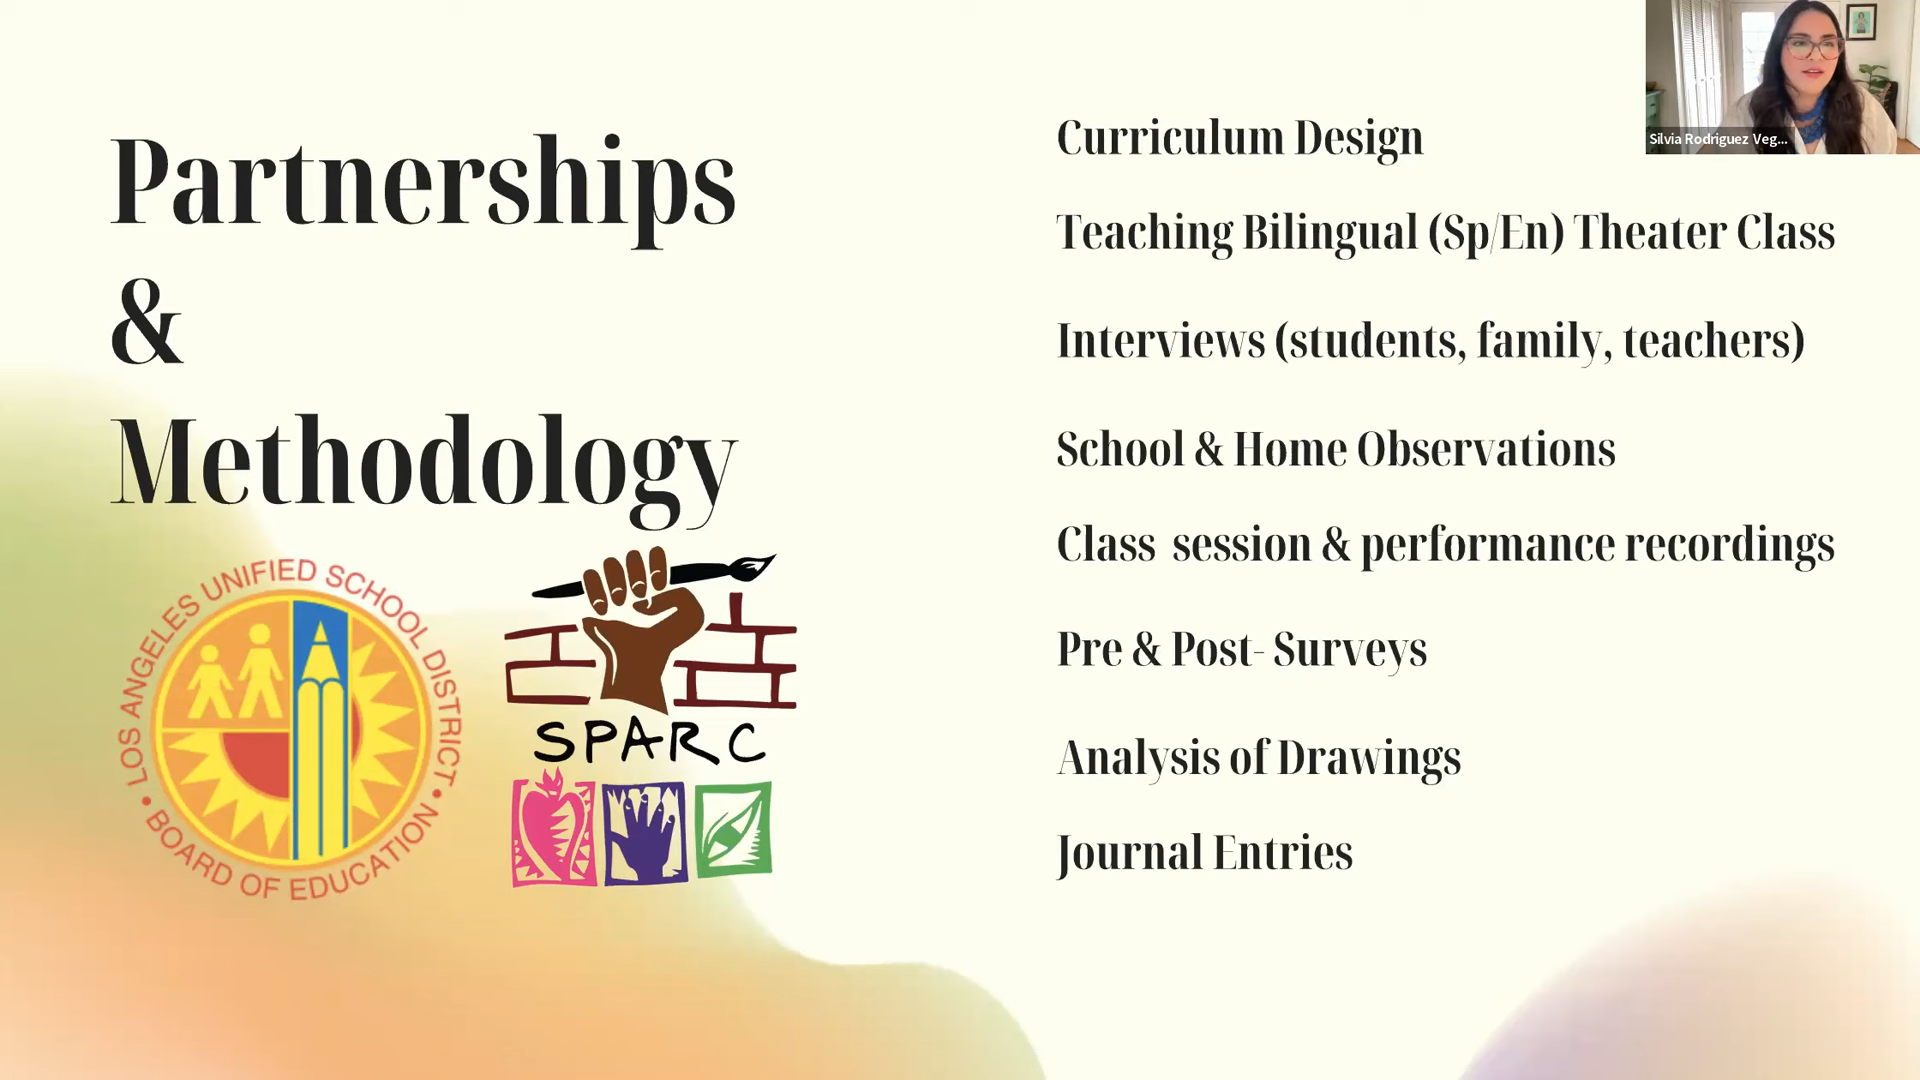 Partnerships
&
Methodology
LOS ANGELES UNIFIED SCHOOL DISTRICT •
• BOARD OF EDUCATION
SPARC
Curriculum Design
Teaching Bilingual (Sp/En) Theater Class
Interviews (students, family, teachers)
School & Home Observations
Class session & performance recordings
Pre & Post- Surveys
Analysis of Drawings
Journal Entries
Silvia Rodriguez Veg...